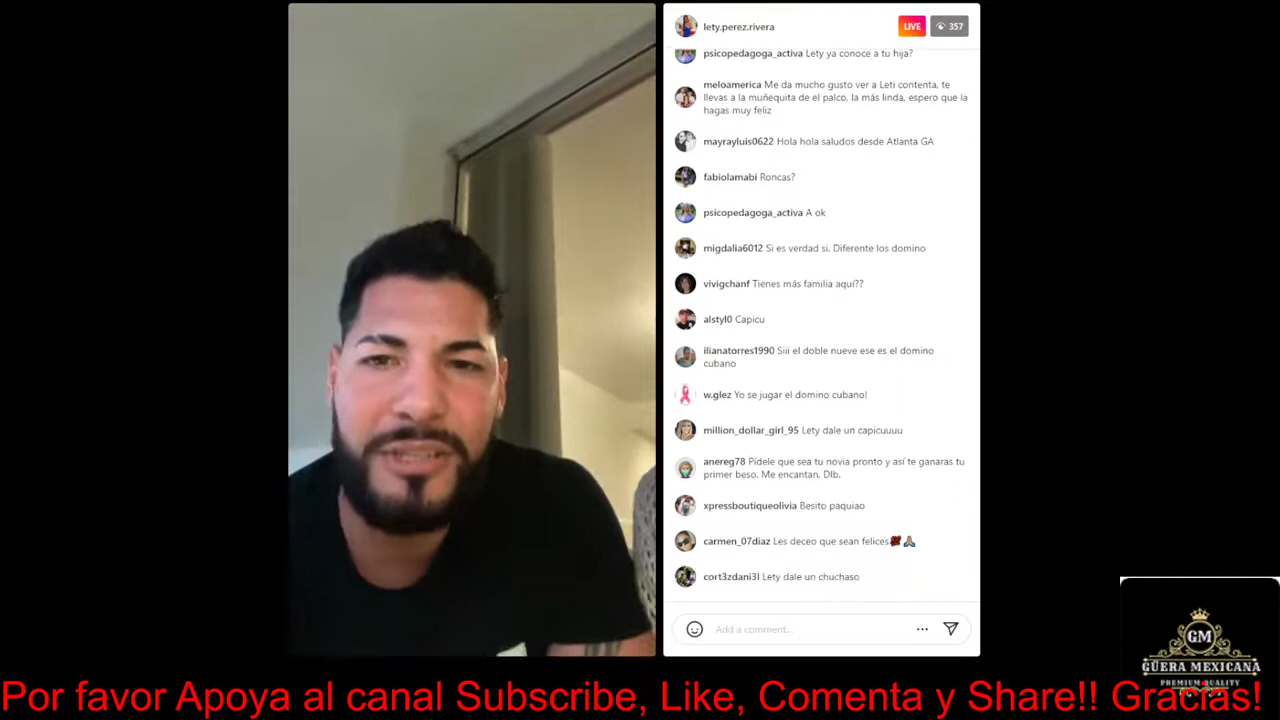 lety.perez.rivera
LIVE
357
psicopedagoga_activa Lety ya conoce a tu hija?
meloamerica Me da mucho gusto ver a Leti contenta, te
llevas a la muñequita de el palco, la más linda, espero que la
hagas muy feliz
mayrayluis0622 Hola hola saludos desde Atlanta GA
fabiolamabi Roncas?
psicopedagoga_activa A ok
migdalia6012 Si es verdad si. Diferente los domino
vivigchanf Tienes más familia aquí??
alstyl0 Capicu
ilianatorres1990 Siii el doble nueve ese es el domino
cubano
w.glez Yo se jugar el domino cubano!
million_dollar_girl_95 Lety dale un capicuuuu
anereg78 Pídele que sea tu novia pronto y así te ganaras tu
primer beso. Me encantan, Dlb.
xpressboutiqueolivia Besito paquiao
carmen_07diaz Les deceo que sean felices
cort3zdani3l Lety dale un chuchaso
Add a comment...
GM
GÜERA MEXICANA
PREMIUM QUALITY
Por favor Apoya al canal Subscribe, Like, Comenta y Share!! Gracias!